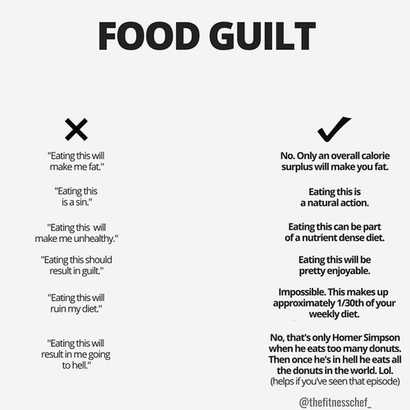 FOOD GUILT
"Eating this will
make me fat."
No. Only an overall calorie
surplus will make you fat.
"Eating this
is a sin."
Eating this is
a natural action.
"Eating this will
make me unhealthy."
Eating this can be part
of a nutrient dense diet.
"Eating this should
result in guilt."
Eating this will be
pretty enjoyable.
"Eating this will
ruin my diet."
Impossible. This makes up
approximately 1/30th of your
weekly diet.
"Eating this will
result in me going
to hell."
No, that's only Homer Simpson
when he eats too many donuts.
Then once he's in hell he eats all
the donuts in the world. Lol.
(helps if you've seen that episode)
@thefitnesschef_